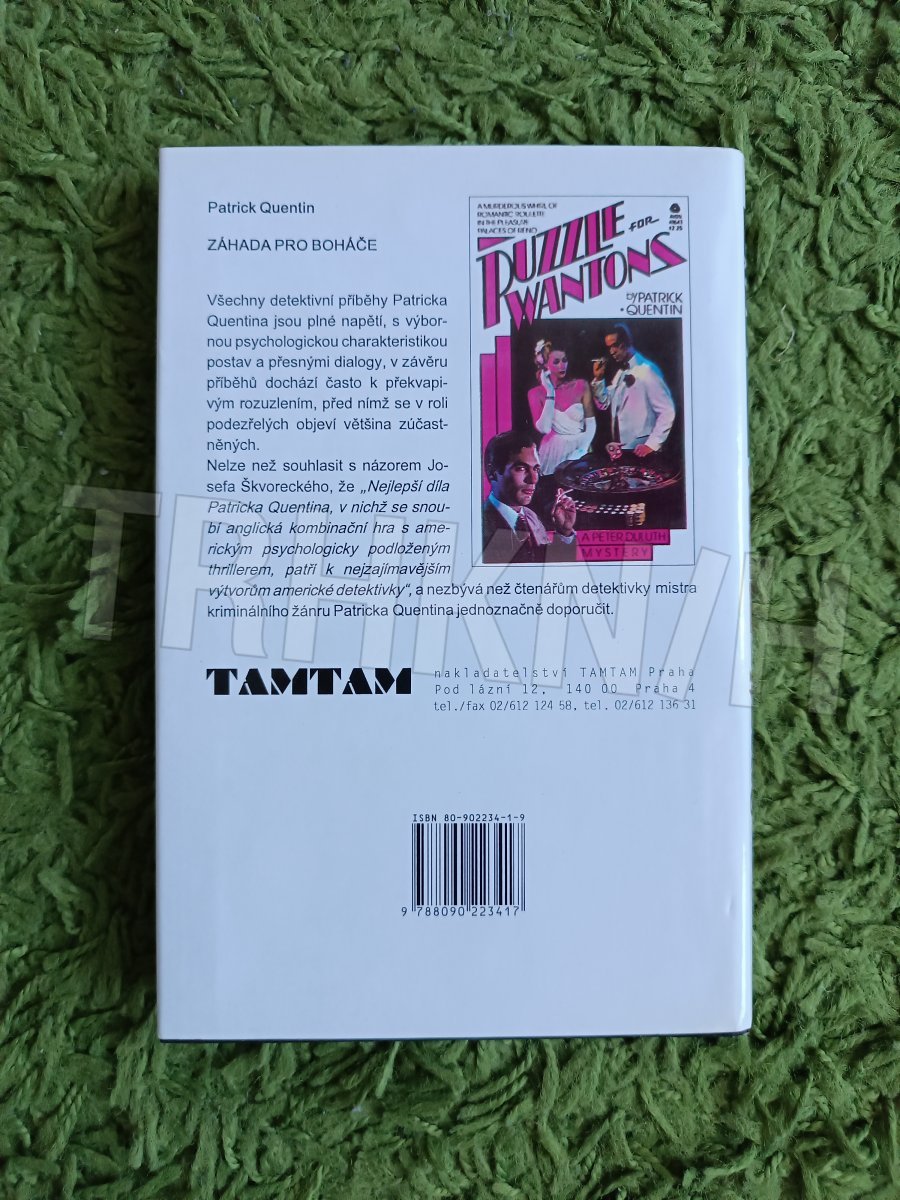 Patrick Quentin
ZÁHADA PRO BOHÁČE
Všechny detektivní příběhy Patricka
Quentina jsou plné napětí, s výbor-
nou psychologickou charakteristikou
postav a přesnými dialogy, v závěru
příběhů dochází často k překvapi-
vým rozuzlením, před nímž se v roli
podezřelých objeví většina zúčast-
něných.
Nelze než souhlasit s názorem Jo-
sefa Škvoreckého, že „Nejlepší díla
Patricka Quentina, v nichž se snou-
bí anglická kombinační hra s ame-
rickým psychologicky podloženým
thrillerem, patří k nejzajímavějším
výtvorům americké detektivky“, a nezbývá než čtenářům detektivky mistra
kriminálního žánru Patricka Quentina jednoznačně doporučit.
A MURDEROUS WHIRL OF
ROMANTIC ROULETTE
IN THE PLEASURE
PALACES OF RENO
AVON
$2.25
PUZZLE
FOR
WANTONS
BY PATRICK
QUENTIN
A PETER DULUTH
MYSTERY
TAMTAM
nakladatelství TAMTAM Praha
Pod lázní 12, 140 00 Praha 4
tel./fax 02/612 124 58, tel. 02/612 136 31
ISBN 80-902234-1-9
9 788090 223417
TRHKNIH